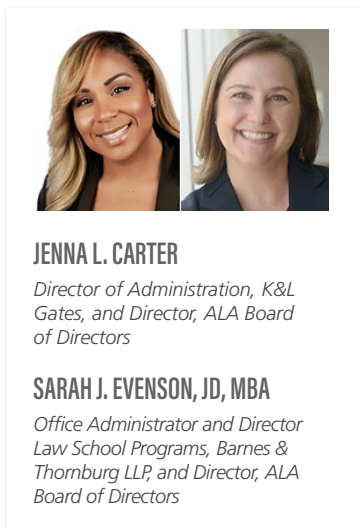 JENNA L. CARTER
Director of Administration, K&L
Gates, and Director, ALA Board
of Directors
SARAH J. EVENSON, JD, MBA
Office Administrator and Director
Law School Programs, Barnes &
Thornburg LLP, and Director, ALA
Board of Directors